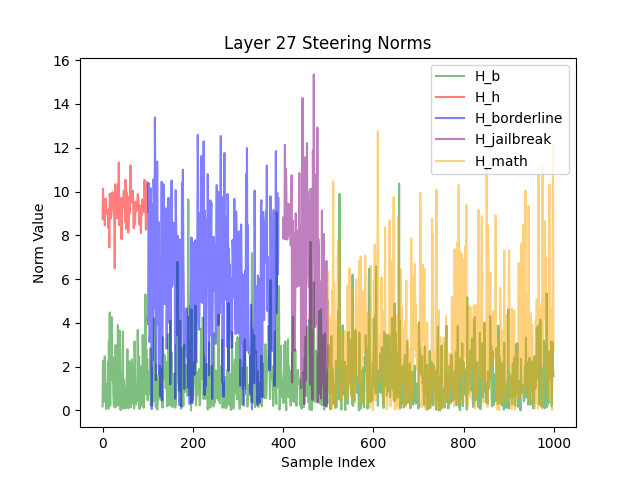 Layer 27 Steering Norms
16
14
12
10
8
6
4
2
0
Norm Value
H_b
H_h
H_borderline
H_jailbreak
H_math
0 200 400 600 800 1000
Sample Index